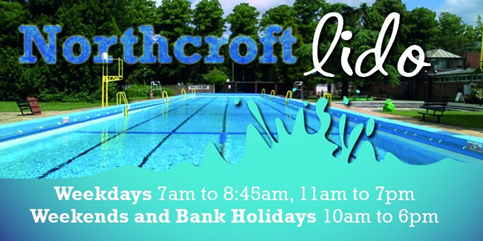 Northcroft lido
Weekdays 7am to 8:45am, 11am to 7pm
Weekends and Bank Holidays 10am to 6pm